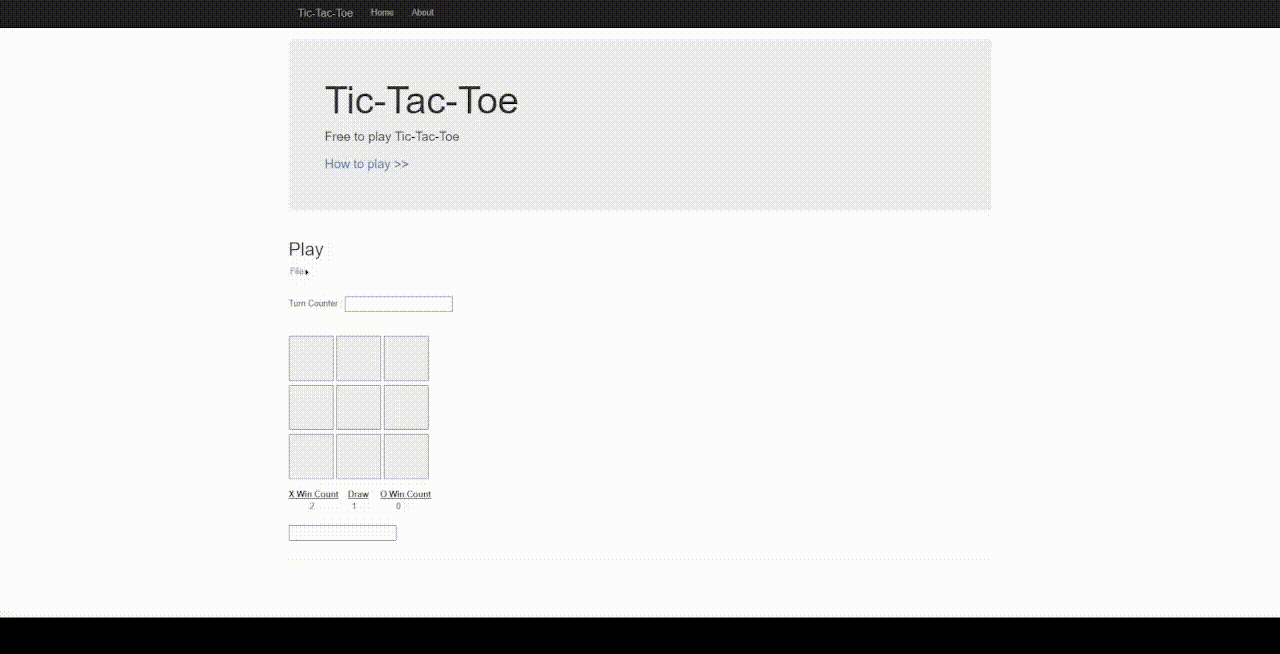 Tic-Tac-Toe Home About
Tic-Tac-Toe
Free to play Tic-Tac-Toe
How to play >>
Play
File
Turn Counter :
X Win Count Draw O Win Count
2 1 0